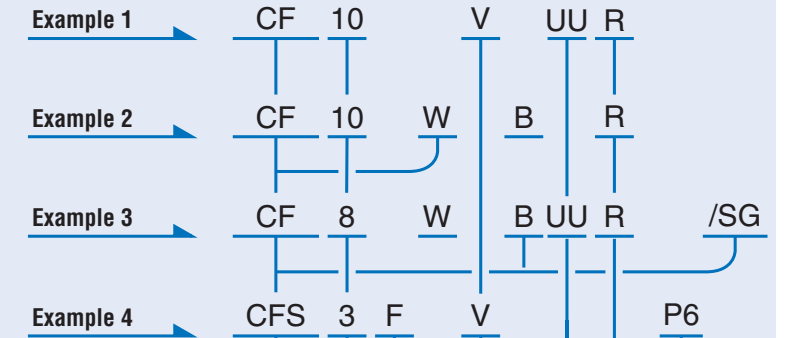 Example 1 CF 10 V UU R
Example 2 CF 10 W B R
Example 3 CF 8 W B UU R /SG
Example 4 CFS 3 F V P6